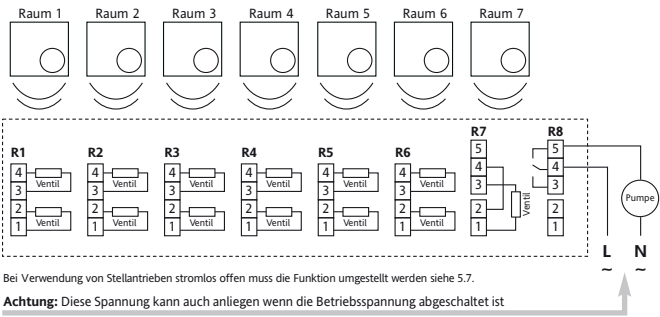 Raum 1 Raum 2 Raum 3 Raum 4 Raum 5 Raum 6 Raum 7
R7 R8
R1 R2 R3 R4 R5 R6
5 5
4 Ventil 4 Ventil 4 Ventil 4 Ventil 4 Ventil 4 Ventil 4 4
3 3 3 3 3 3 3 3
Pumpe
2 Ventil 2 Ventil 2 Ventil 2 Ventil 2 Ventil 2 Ventil 2 Ventil 2
1 1 1 1 1 1 1 1
L N
~ ~
Bei Verwendung von Stellantrieben stromlos offen muss die Funktion umgestellt werden siehe 5.7.
Achtung: Diese Spannung kann auch anliegen wenn die Betriebsspannung abgeschaltet ist